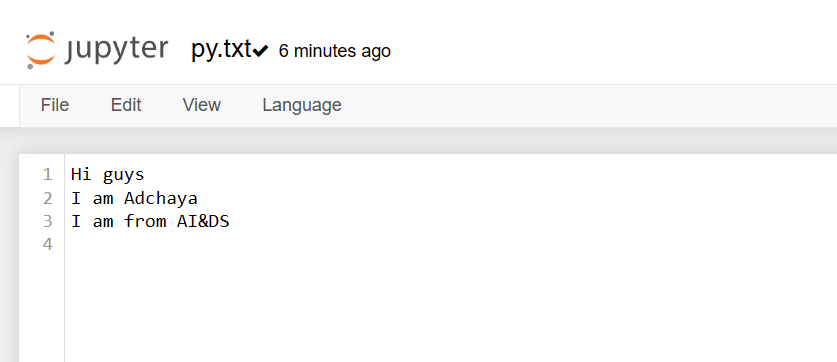 jupyter py.txt 6 minutes ago
File Edit View Language
1 Hi guys
2 I am Adchaya
3 I am from AI&DS
4